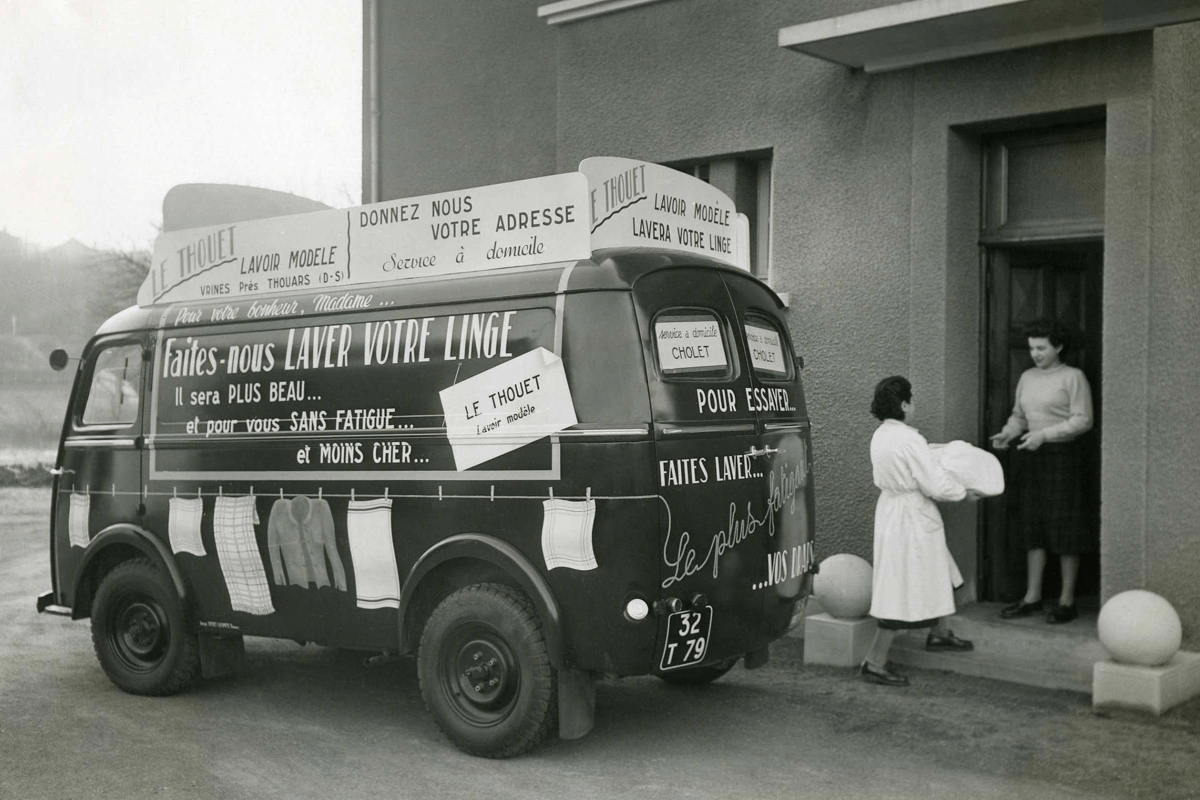 LE THOUET
LAVOIR MODELE
VRINES Près THOUARS (D-S)
DONNEZ NOUS
VOTRE ADRESSE
Service à domicile
LE THOUET
LAVOIR MODÈLE
LAVERA VOTRE LINGE
Pour votre bonheur, Madame ...
Faites-nous LAVER VOTRE LINGE
Il sera PLUS BEAU...
et pour vous SANS FATIGUE...
et MOINS CHER...
LE THOUET
Lavoir modèle
service a domicile
CHOLET
service a domicile
CHOLET
POUR ESSAYER...
FAITES LAVER...
Le plus fatigant
...VOS DRAPS
32
T 79